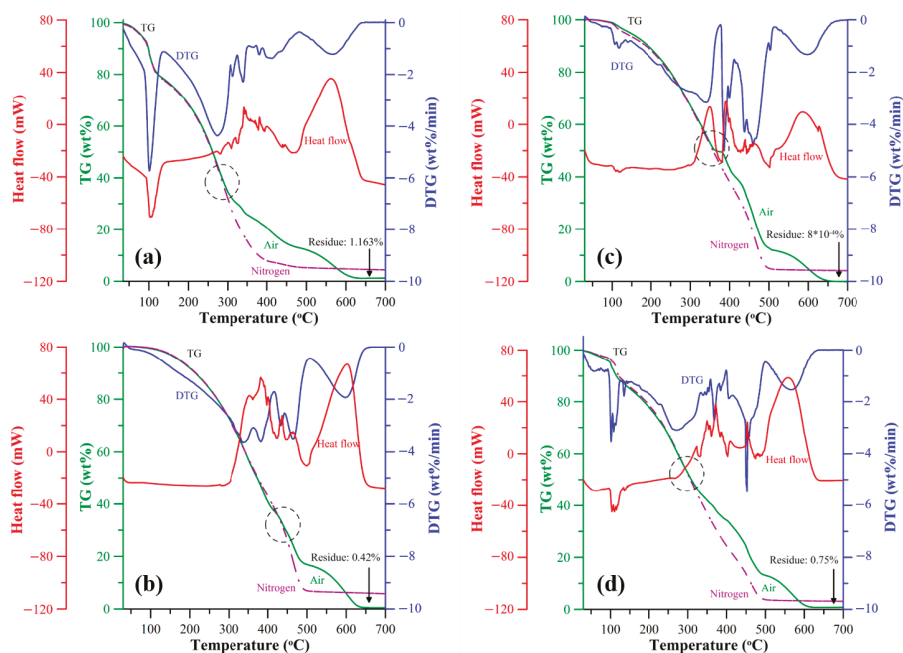 80
40
0
−40
−80
−120
Heat flow (mW)
100
80
60
40
20
0
TG (wt%)
TG
DTG
Heat flow
Air
Nitrogen
Residue: 1.163%
(a)
100 200 300 400 500 600 700
Temperature (°C)
0
−2
−4
−6
−8
−10
DTG (wt%/min)
80
40
0
−40
−80
−120
Heat flow (mW)
100
80
60
40
20
0
TG (wt%)
TG
DTG
Heat flow
Air
Nitrogen
(c)
100 200 300 400 500 600 700
Temperature (°C)
0
−2
−4
−6
−8
−10
DTG (wt%/min)
80
40
0
−40
−80
−120
Heat flow (mW)
100
80
60
40
20
0
TG (wt%)
TG
DTG
Heat flow
Residue: 0.42%
Nitrogen
Air
(b)
100 200 300 400 500 600 700
Temperature (°C)
0
−2
−4
−6
−8
−10
DTG (wt%/min)
80
40
0
−40
−80
−120
Heat flow (mW)
100
80
60
40
20
0
TG (wt%)
TG
DTG
Heat flow
Residue: 0.75%
Air
Nitrogen
(d)
100 200 300 400 500 600 700
Temperature (°C)
0
−2
−4
−6
−8
−10
DTG (wt%/min)